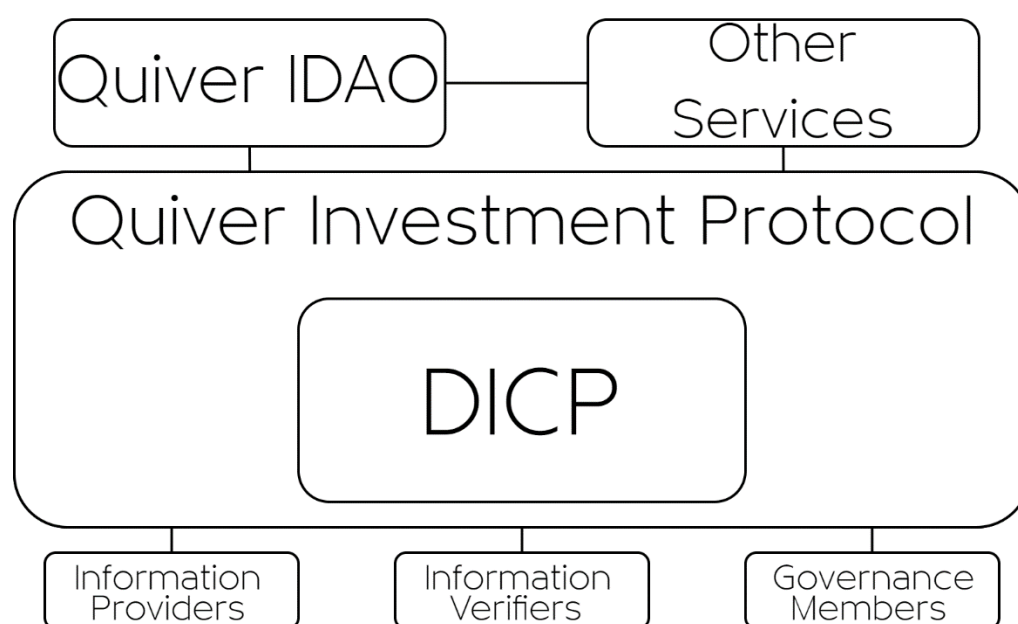 Quiver IDAO
Other
Services
Quiver Investment Protocol
DICP
Information
Providers
Information
Verifiers
Governance
Members